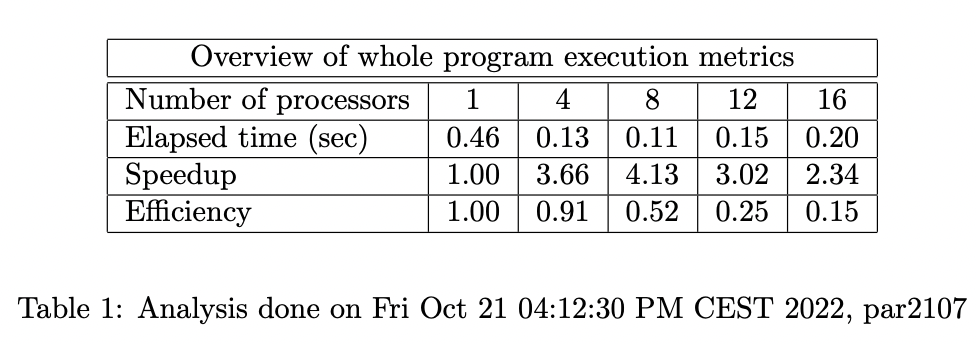 Overview of whole program execution metrics
Number of processors 1 4 8 12 16
Elapsed time (sec) 0.46 0.13 0.11 0.15 0.20
Speedup 1.00 3.66 4.13 3.02 2.34
Efficiency 1.00 0.91 0.52 0.25 0.15
Table 1: Analysis done on Fri Oct 21 04:12:30 PM CEST 2022, par2107